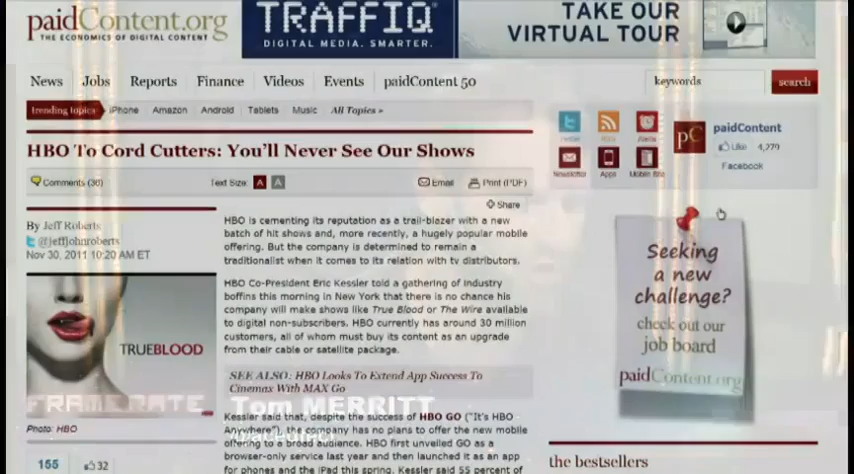 paidContent.org
THE ECONOMICS OF DIGITAL CONTENT
TRAFFIQ
DIGITAL MEDIA. SMARTER.
TAKE OUR
VIRTUAL TOUR
News Jobs Reports Finance Videos Events paidContent 50
keywords search
trending topics iPhone Amazon Android Tablets Music All Topics »
HBO To Cord Cutters: You'll Never See Our Shows
Comments (36) Text Size: A A Email Print (PDF)
Share
By Jeff Roberts
@jeffjohnroberts
Nov 30, 2011 10:20 AM ET
TRUEBLOOD
Photo: HBO
155 32
HBO is cementing its reputation as a trail-blazer with a new
batch of hit shows and, more recently, a hugely popular mobile
offering. But the company is determined to remain a
traditionalist when it comes to its relation with tv distributors.
HBO Co-President Eric Kessler told a gathering of industry
boffins this morning in New York that there is no chance his
company will make shows like True Blood or The Wire available
to digital non-subscribers. HBO currently has around 30 million
customers, all of whom must buy its content as an upgrade
from their cable or satellite package.
SEE ALSO: HBO Looks To Extend App Success To
Cinemax With MAX Go
Kessler said that, despite the success of HBO GO ("It's HBO
Anywhere"), the company has no plans to offer the new mobile
offering to a broad audience. HBO first unveiled GO as a
browser-only service last year and then launched it as an app
for phones and the iPad this spring. Kessler said 55 percent of
FRAME RATE
Tom MERRITT
Newsletter Apps
pC
paidContent
Like 4,270
Facebook
Seeking
a new
challenge?
check out our
job board
paidContent.org
the bestsellers